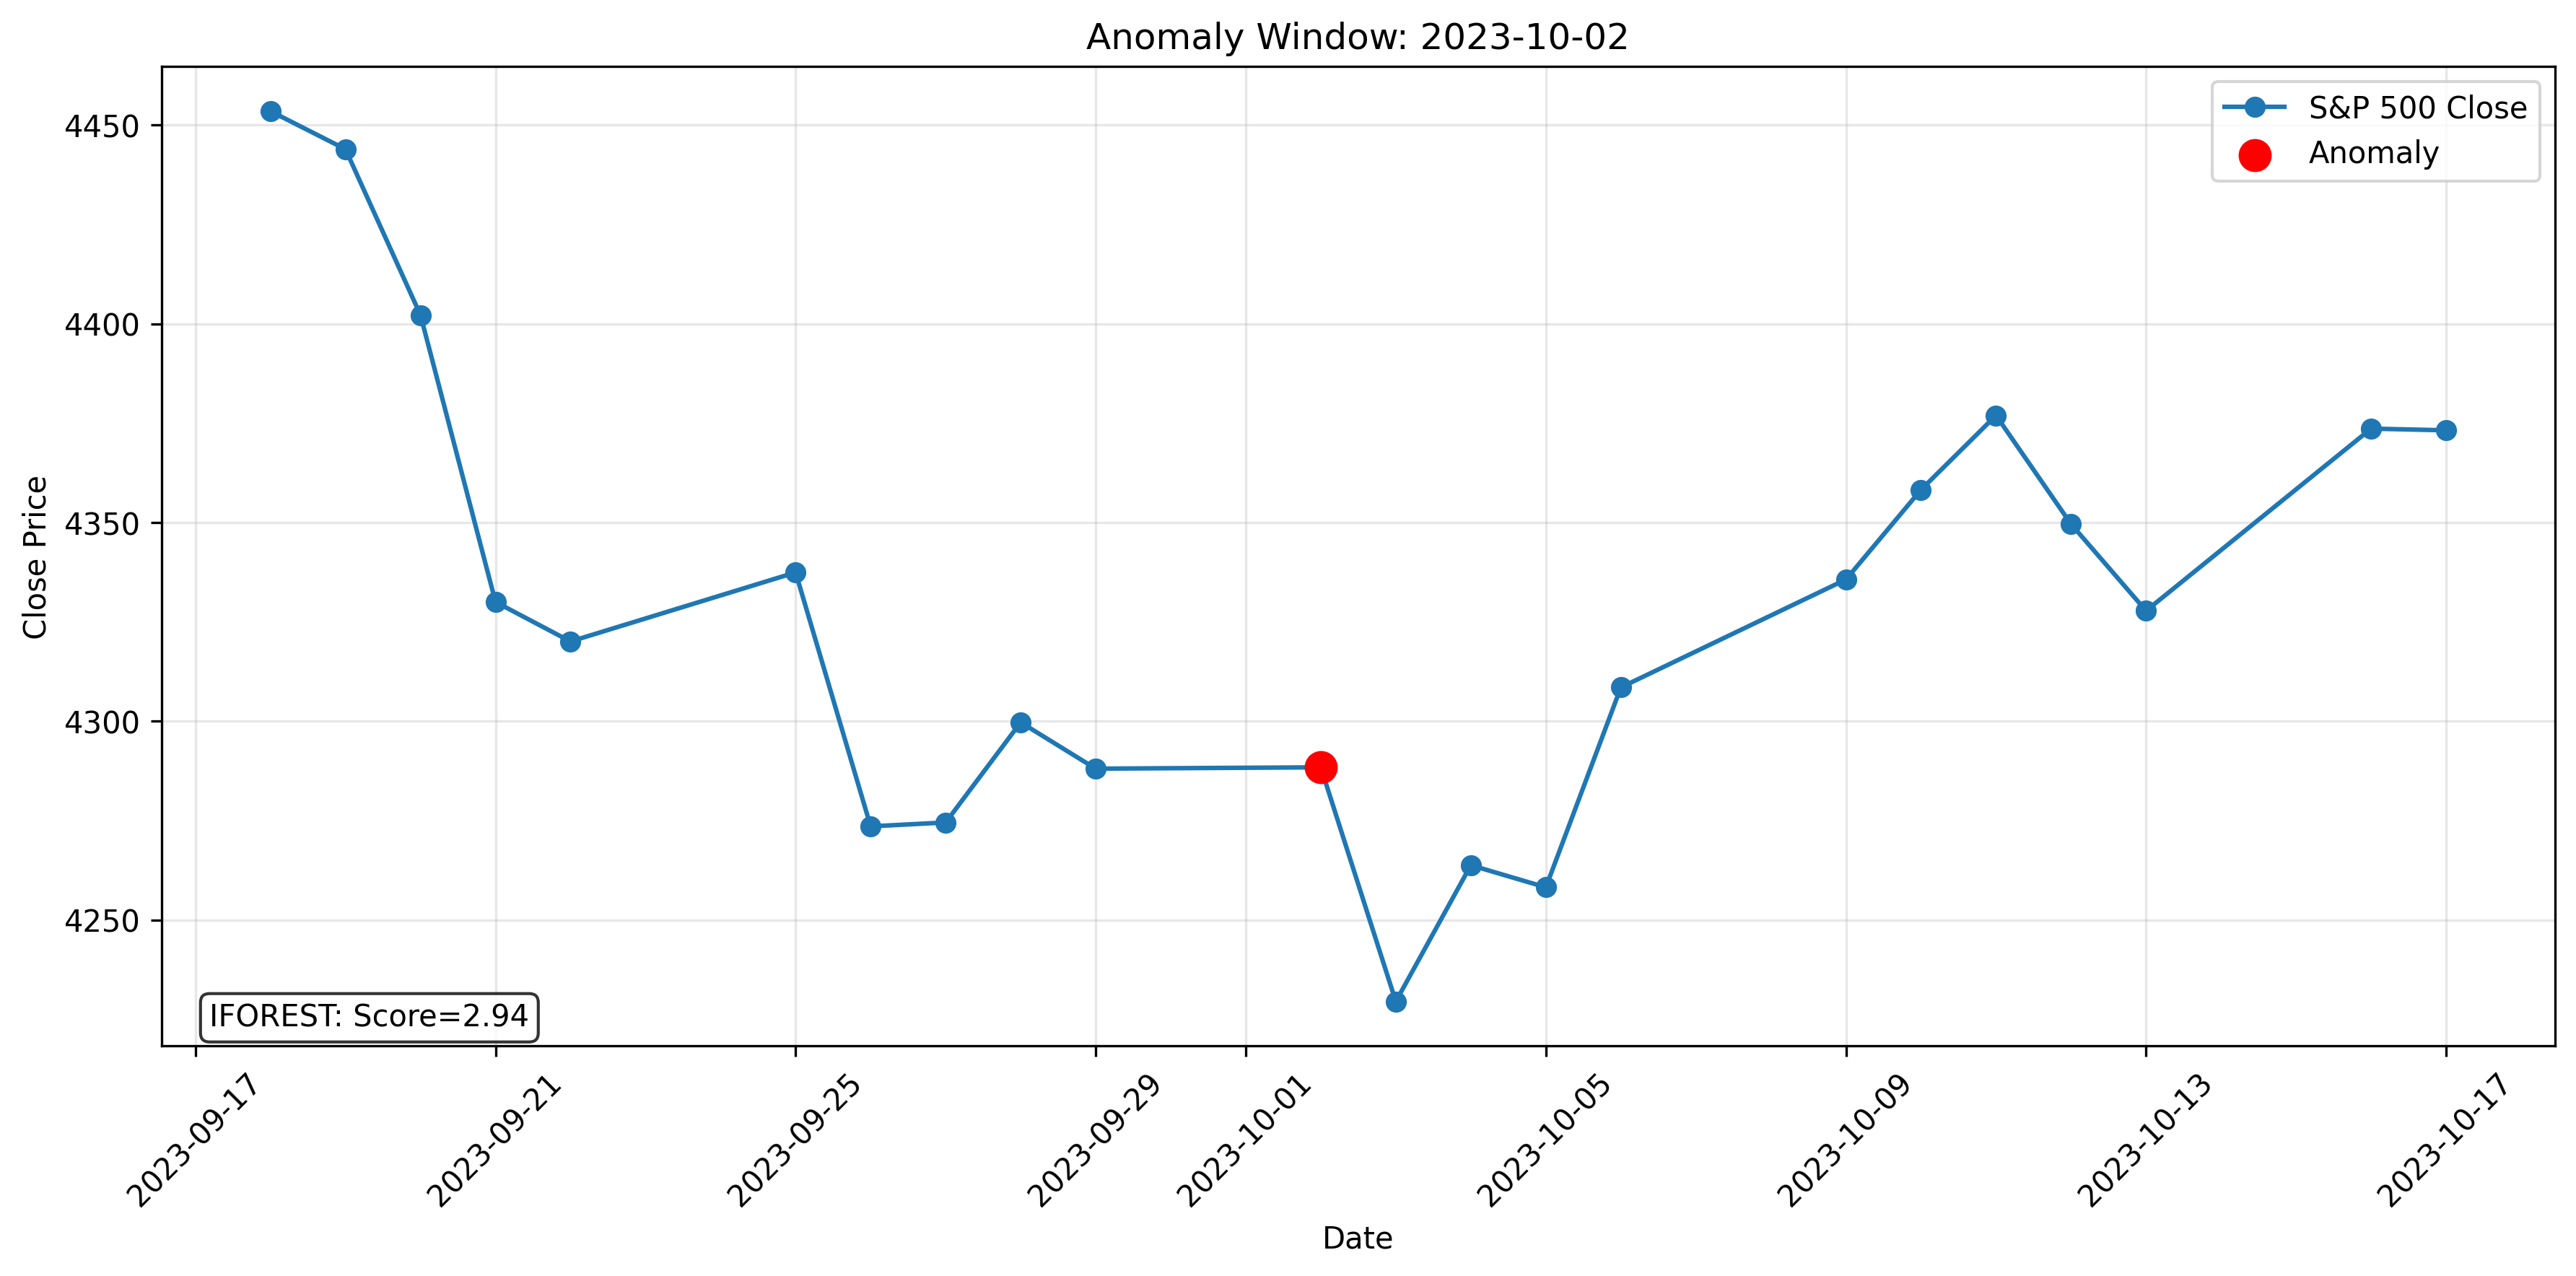 Anomaly Window: 2023-10-02
S&P 500 Close
Anomaly
Close Price
4450
4400
4350
4300
4250
IFOREST: Score=2.94
2023-09-17
2023-09-21
2023-09-25
2023-09-29
2023-10-01
2023-10-05
2023-10-09
2023-10-13
2023-10-17
Date